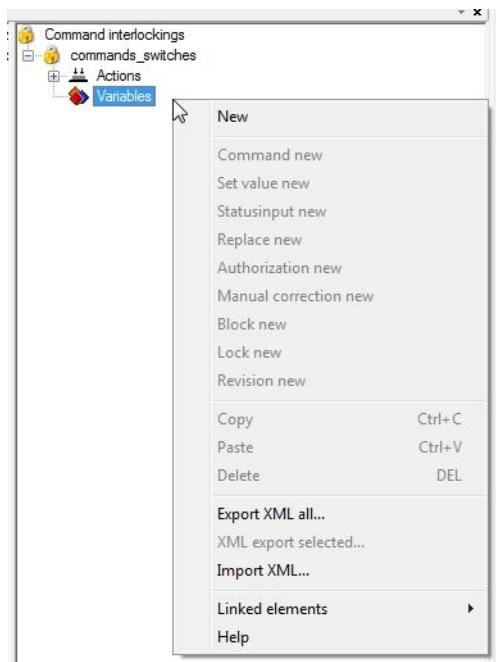 Command interlockings
commands_switches
Actions
Variables
New
Command new
Set value new
Statusinput new
Replace new
Authorization new
Manual correction new
Block new
Lock new
Revision new
Copy Ctrl+C
Paste Ctrl+V
Delete DEL
Export XML all...
XML export selected...
Import XML...
Linked elements
Help